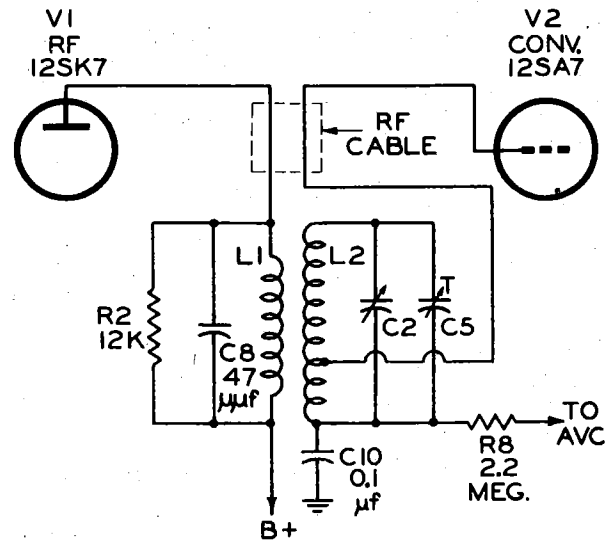 V1
RF
12SK7
V2
CONV.
12SA7
RF
CABLE
L1
L2
R2
12K
C8
47
μμf
C2
T
C5
C10
0.1
μf
R8
2.2
MEG.
TO
AVC
B+